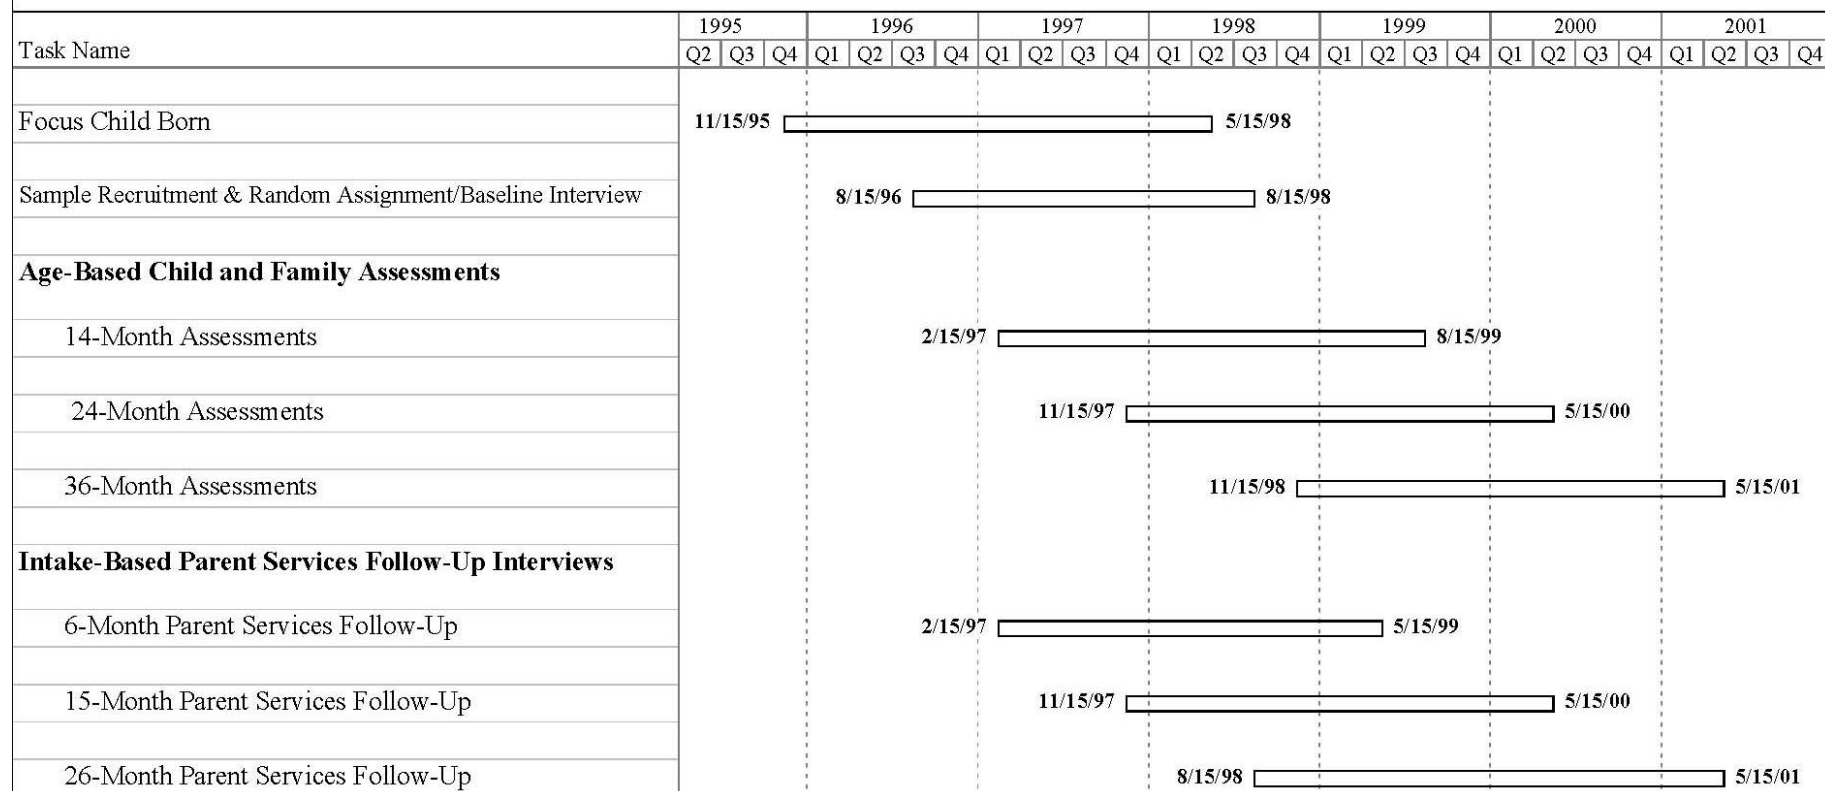 1995 1996 1997 1998 1999 2000 2001
Task Name Q2 Q3 Q4 Q1 Q2 Q3 Q4 Q1 Q2 Q3 Q4 Q1 Q2 Q3 Q4 Q1 Q2 Q3 Q4 Q1 Q2 Q3 Q4 Q1 Q2 Q3 Q4
Focus Child Born 11/15/95 5/15/98
Sample Recruitment & Random Assignment/Baseline Interview 8/15/96 8/15/98
Age-Based Child and Family Assessments
14-Month Assessments 2/15/97 8/15/99
24-Month Assessments 11/15/97 5/15/00
36-Month Assessments 11/15/98 5/15/01
Intake-Based Parent Services Follow-Up Interviews
6-Month Parent Services Follow-Up 2/15/97 5/15/99
15-Month Parent Services Follow-Up 11/15/97 5/15/00
26-Month Parent Services Follow-Up 8/15/98 5/15/01